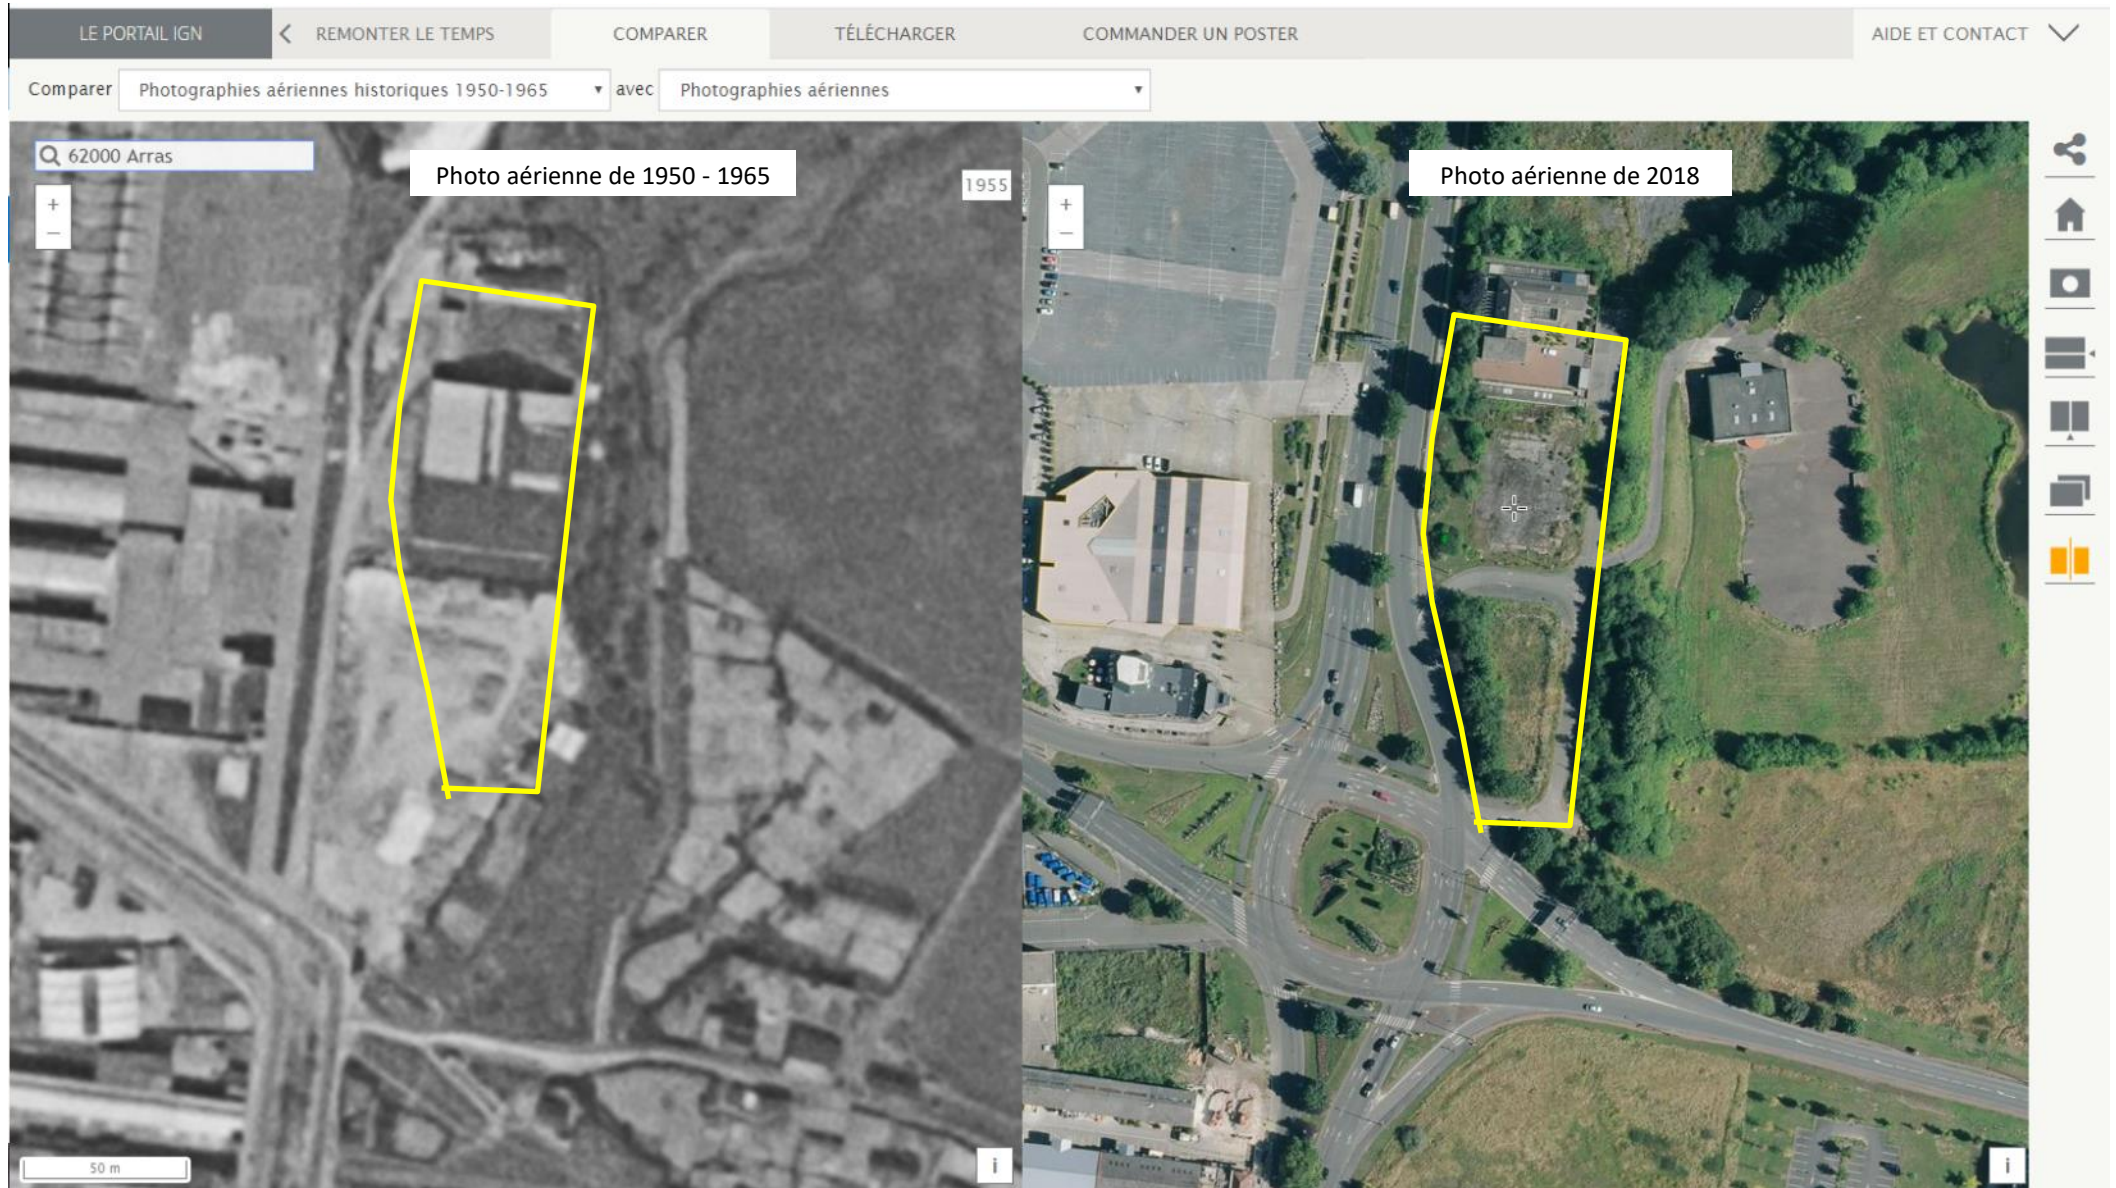 LE PORTAIL IGN
REMONTER LE TEMPS
COMPARER
TÉLÉCHARGER
COMMANDER UN POSTER
AIDE ET CONTACT
Comparer
Photographies aériennes historiques 1950-1965
avec
Photographies aériennes
62000 Arras
Photo aérienne de 1950 - 1965
1955
Photo aérienne de 2018
+
−
+
−
50 m
i
i